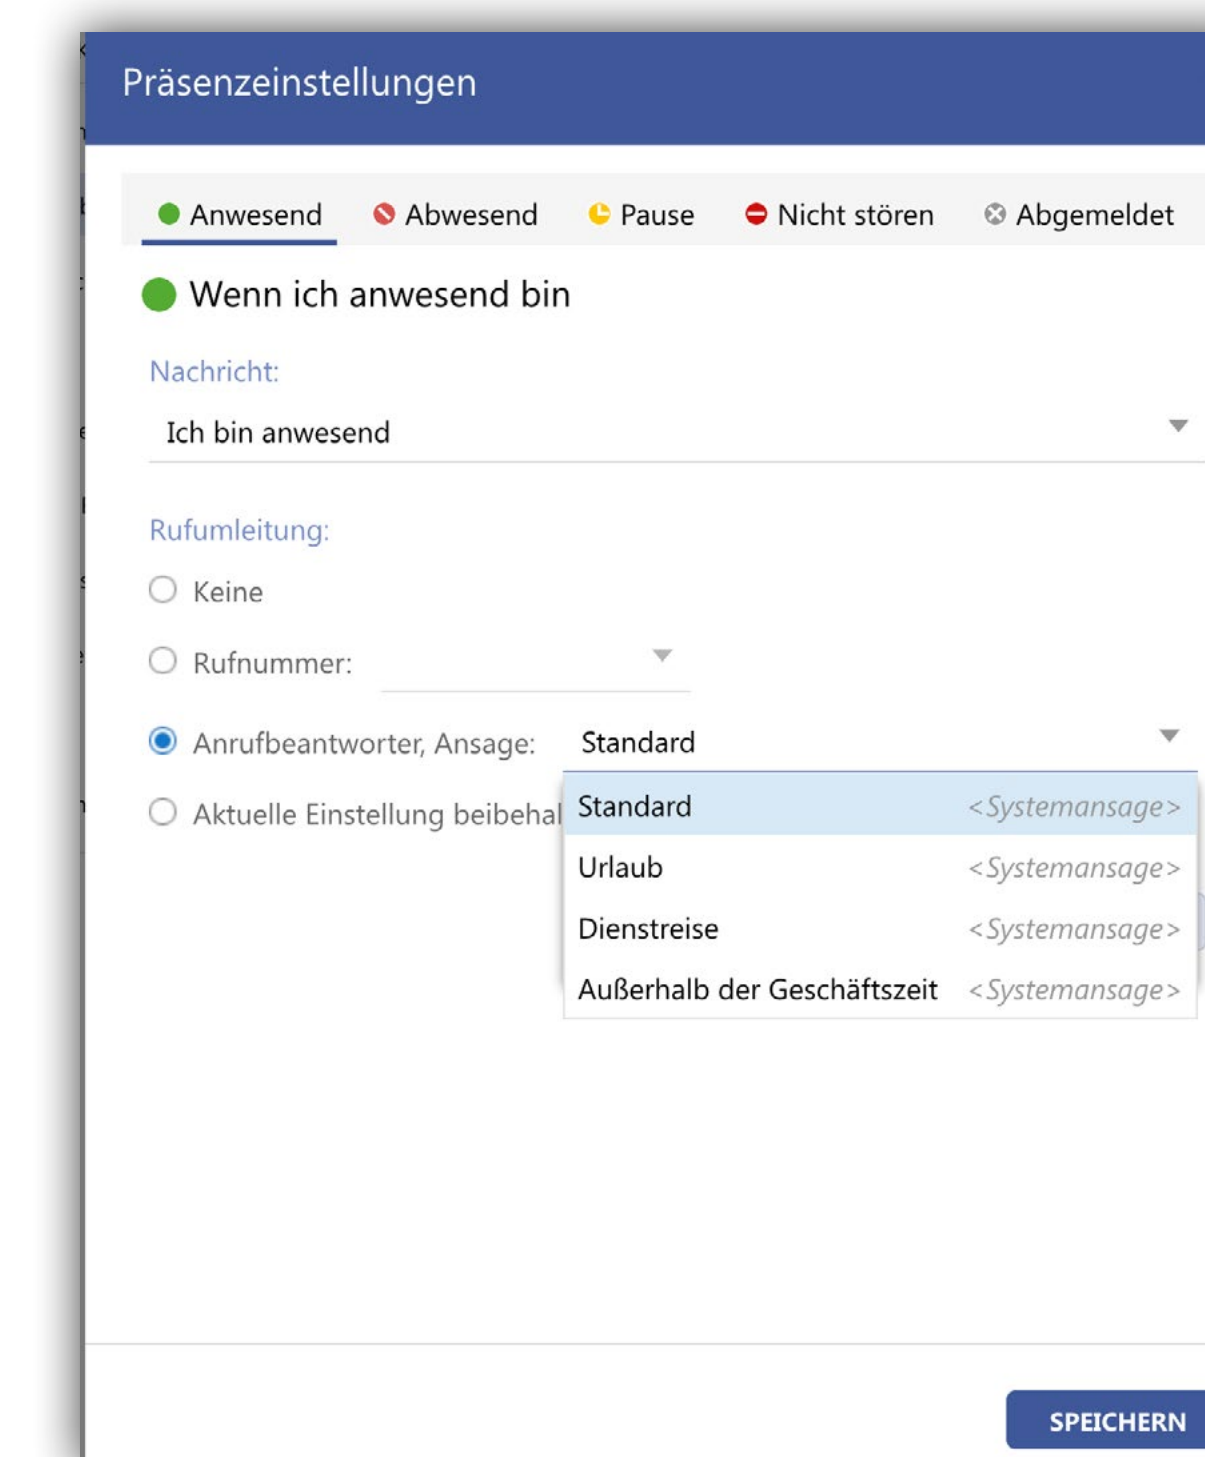 Präsenzeinstellungen
Anwesend Abwesend Pause Nicht stören Abgemeldet
Wenn ich anwesend bin
Nachricht:
Ich bin anwesend
Rufumleitung:
Keine
Rufnummer:
Anrufbeantworter, Ansage: Standard
Aktuelle Einstellung beibehal
Standard <Systemansage>
Urlaub <Systemansage>
Dienstreise <Systemansage>
Außerhalb der Geschäftszeit <Systemansage>
SPEICHERN